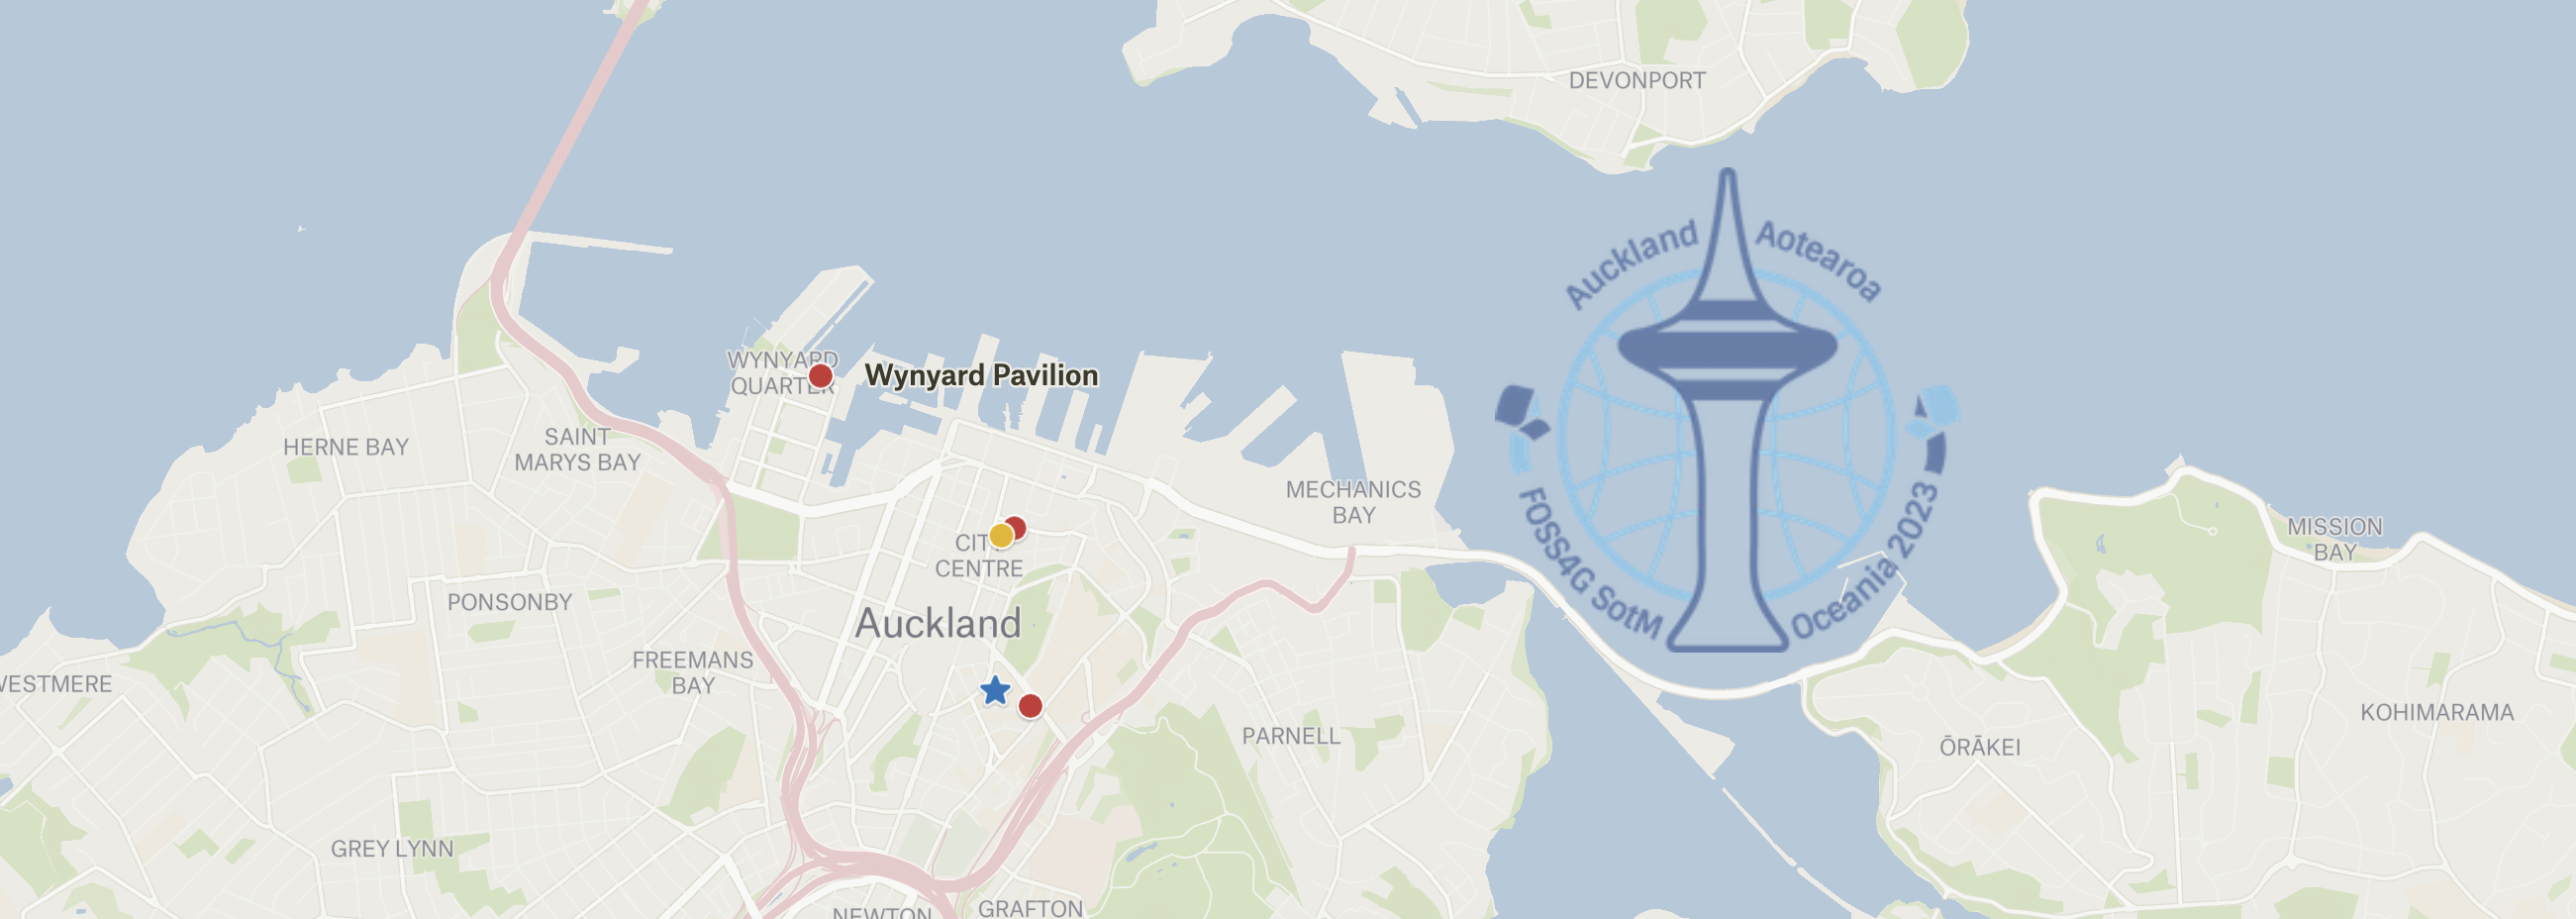 DEVONPORT
Auckland Aotearoa
WYNYARD
QUARTER
Wynyard Pavilion
HERNE BAY
SAINT
MARYS BAY
MECHANICS
BAY
FOSS4G SotM Oceania 2023
MISSION
BAY
CITY
CENTRE
PONSONBY
Auckland
FREEMANS
BAY
WESTMERE
PARNELL
KOHIMARAMA
ŌRĀKEI
GREY LYNN
NEWTON
GRAFTON